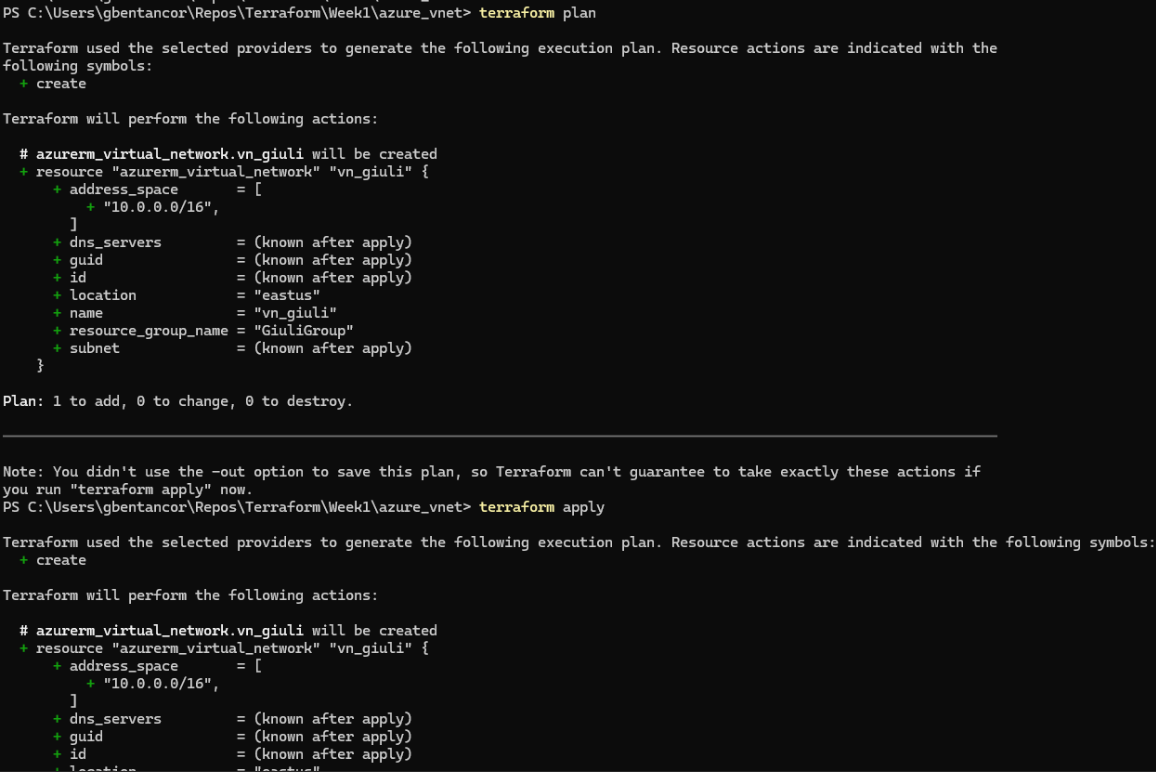 PS C:\Users\gbentancor\Repos\Terraform\Week1\azure_vnet> terraform plan
Terraform used the selected providers to generate the following execution plan. Resource actions are indicated with the
following symbols:
  + create
Terraform will perform the following actions:
  # azurerm_virtual_network.vn_giuli will be created
  + resource "azurerm_virtual_network" "vn_giuli" {
      + address_space       = [
          + "10.0.0.0/16",
        ]
      + dns_servers         = (known after apply)
      + guid                = (known after apply)
      + id                  = (known after apply)
      + location            = "eastus"
      + name                = "vn_giuli"
      + resource_group_name = "GiuliGroup"
      + subnet              = (known after apply)
    }
Plan: 1 to add, 0 to change, 0 to destroy.
Note: You didn't use the -out option to save this plan, so Terraform can't guarantee to take exactly these actions if
you run "terraform apply" now.
PS C:\Users\gbentancor\Repos\Terraform\Week1\azure_vnet> terraform apply
Terraform used the selected providers to generate the following execution plan. Resource actions are indicated with the following symbols:
  + create
Terraform will perform the following actions:
  # azurerm_virtual_network.vn_giuli will be created
  + resource "azurerm_virtual_network" "vn_giuli" {
      + address_space       = [
          + "10.0.0.0/16",
        ]
      + dns_servers         = (known after apply)
      + guid                = (known after apply)
      + id                  = (known after apply)
      + location            = "eastus"